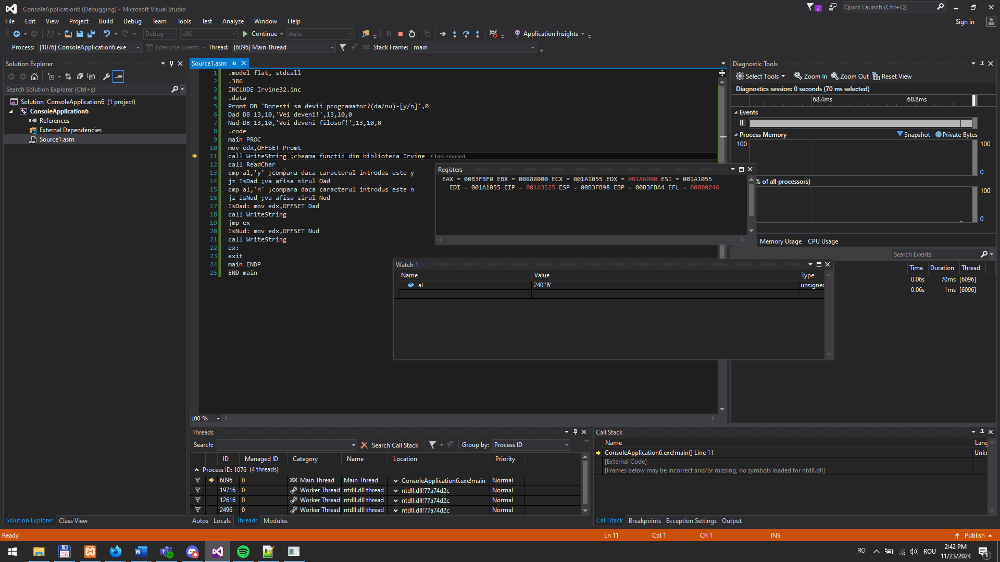 ConsoleApplication6 (Debugging) - Microsoft Visual Studio
2
Quick Launch (Ctrl+Q)
File Edit View Project Build Debug Team Tools Test Analyze Window Help
Sign in
Debug x86 Continue Auto Application Insights
Process: [1076] ConsoleApplication6.exe Lifecycle Events Thread: [6096] Main Thread Stack Frame: main
Solution Explorer
Search Solution Explorer (Ctrl+ş)
Solution 'ConsoleApplication6' (1 project)
ConsoleApplication6
References
External Dependencies
Source1.asm
Solution Explorer Class View
Source1.asm
1 .model flat, stdcall
2 .386
3 INCLUDE Irvine32.inc
4 .data
5 Promt DB 'Doresti sa devii programator?(da/nu)-[y/n]',0
6 Dad DB 13,10,'Vei deveni!',13,10,0
7 Nud DB 13,10,'Vei deveni filosof!',13,10,0
8 .code
9 main PROC
10 mov edx,OFFSET Promt
11 call WriteString ;cheama functii din biblioteca Irvine ≤1ms elapsed
12 call ReadChar
13 cmp al,'y' ;compara daca caracterul introdus este y
14 jz IsDad ;va afisa sirul Dad
15 cmp al,'n' ;compara daca caracterul introdus este n
16 jz IsNud ;va afisa sirul Nud
17 IsDad: mov edx,OFFSET Dad
18 call WriteString
19 jmp ex
20 IsNud: mov edx,OFFSET Nud
21 call WriteString
22 ex:
23 exit
24 main ENDP
25 END main
100 %
Registers
EAX = 00B3FBF0 EBX = 00888000 ECX = 001A1055 EDX = 001A6000 ESI = 001A1055
EDI = 001A1055 EIP = 001A3525 ESP = 00B3FB98 EBP = 00B3FBA4 EFL = 00000246
Watch 1
Name Value Type
al 240 'đ' unsigned
Diagnostic Tools
Select Tools Zoom In Zoom Out Reset View
Diagnostics session: 0 seconds (70 ms selected)
68.4ms 68.8ms
Events
Process Memory Snapshot Private Bytes
100 100
0
% of all processors)
100
0
Memory Usage CPU Usage
Search Events
Time Duration Thread
0.06s 70ms [6096]
0.06s 1ms [6096]
Threads
Search: Search Call Stack Group by: Process ID
ID Managed ID Category Name Location Priority
Process ID: 1076 (4 threads)
6096 0 Main Thread Main Thread ConsoleApplication6.exe!main Normal
19716 0 Worker Thread ntdll.dll thread ntdll.dll!77a74d2c Normal
12616 0 Worker Thread ntdll.dll thread ntdll.dll!77a74d2c Normal
2496 0 Worker Thread ntdll.dll thread ntdll.dll!77a74d2c Normal
Autos Locals Threads Modules
Call Stack
Name Lang
ConsoleApplication6.exe!main() Line 11 Unkr
[External Code]
[Frames below may be incorrect and/or missing, no symbols loaded for ntdll.dll]
Call Stack Breakpoints Exception Settings Output
Ready Ln 11 Col 1 Ch 1 INS Publish
RO ROU 2:42 PM
11/23/2024
1